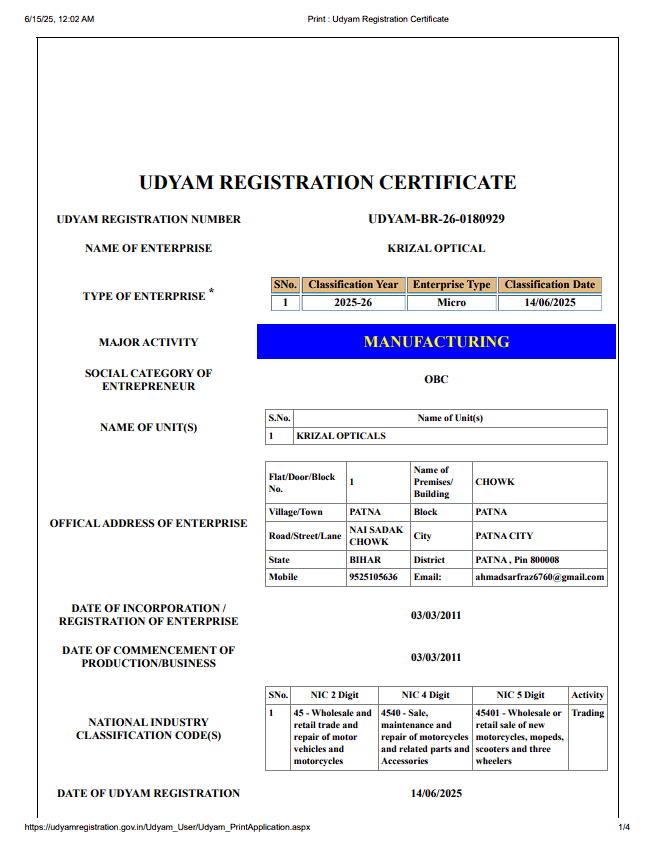 6/15/25, 12:02 AM Print : Udyam Registration Certificate
UDYAM REGISTRATION CERTIFICATE
UDYAM REGISTRATION NUMBER UDYAM-BR-26-0180929
NAME OF ENTERPRISE KRIZAL OPTICAL
TYPE OF ENTERPRISE *
SNo. Classification Year Enterprise Type Classification Date
1 2025-26 Micro 14/06/2025
MAJOR ACTIVITY MANUFACTURING
SOCIAL CATEGORY OF
ENTREPRENEUR
OBC
NAME OF UNIT(S)
S.No. Name of Unit(s)
1 KRIZAL OPTICALS
OFFICAL ADDRESS OF ENTERPRISE
Flat/Door/Block
No.
1
Name of
Premises/
Building
CHOWK
Village/Town PATNA Block PATNA
Road/Street/Lane
NAI SADAK
CHOWK
City PATNA CITY
State BIHAR District PATNA , Pin 800008
Mobile 9525105636 Email: ahmadsarfraz6760@gmail.com
DATE OF INCORPORATION /
REGISTRATION OF ENTERPRISE
03/03/2011
DATE OF COMMENCEMENT OF
PRODUCTION/BUSINESS
03/03/2011
NATIONAL INDUSTRY
CLASSIFICATION CODE(S)
SNo. NIC 2 Digit NIC 4 Digit NIC 5 Digit Activity
1
45 - Wholesale and
retail trade and
repair of motor
vehicles and
motorcycles
4540 - Sale,
maintenance and
repair of motorcycles
and related parts and
Accessories
45401 - Wholesale or
retail sale of new
motorcycles, mopeds,
scooters and three
wheelers
Trading
DATE OF UDYAM REGISTRATION 14/06/2025
https://udyamregistration.gov.in/Udyam_User/Udyam_PrintApplication.aspx 1/4